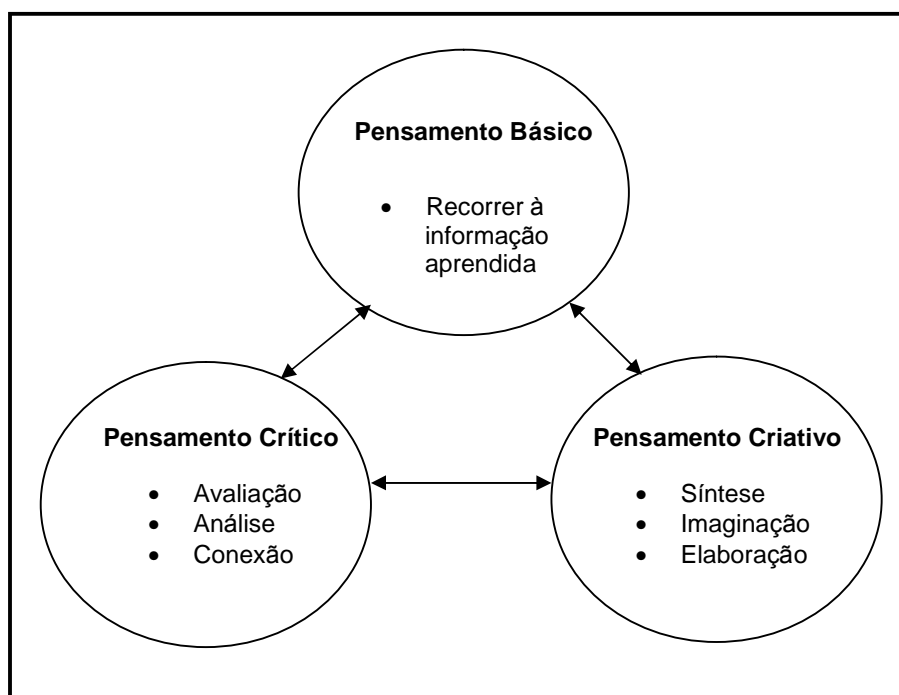 Pensamento Básico
• Recorrer à
informação
aprendida
Pensamento Crítico
• Avaliação
• Análise
• Conexão
Pensamento Criativo
• Síntese
• Imaginação
• Elaboração